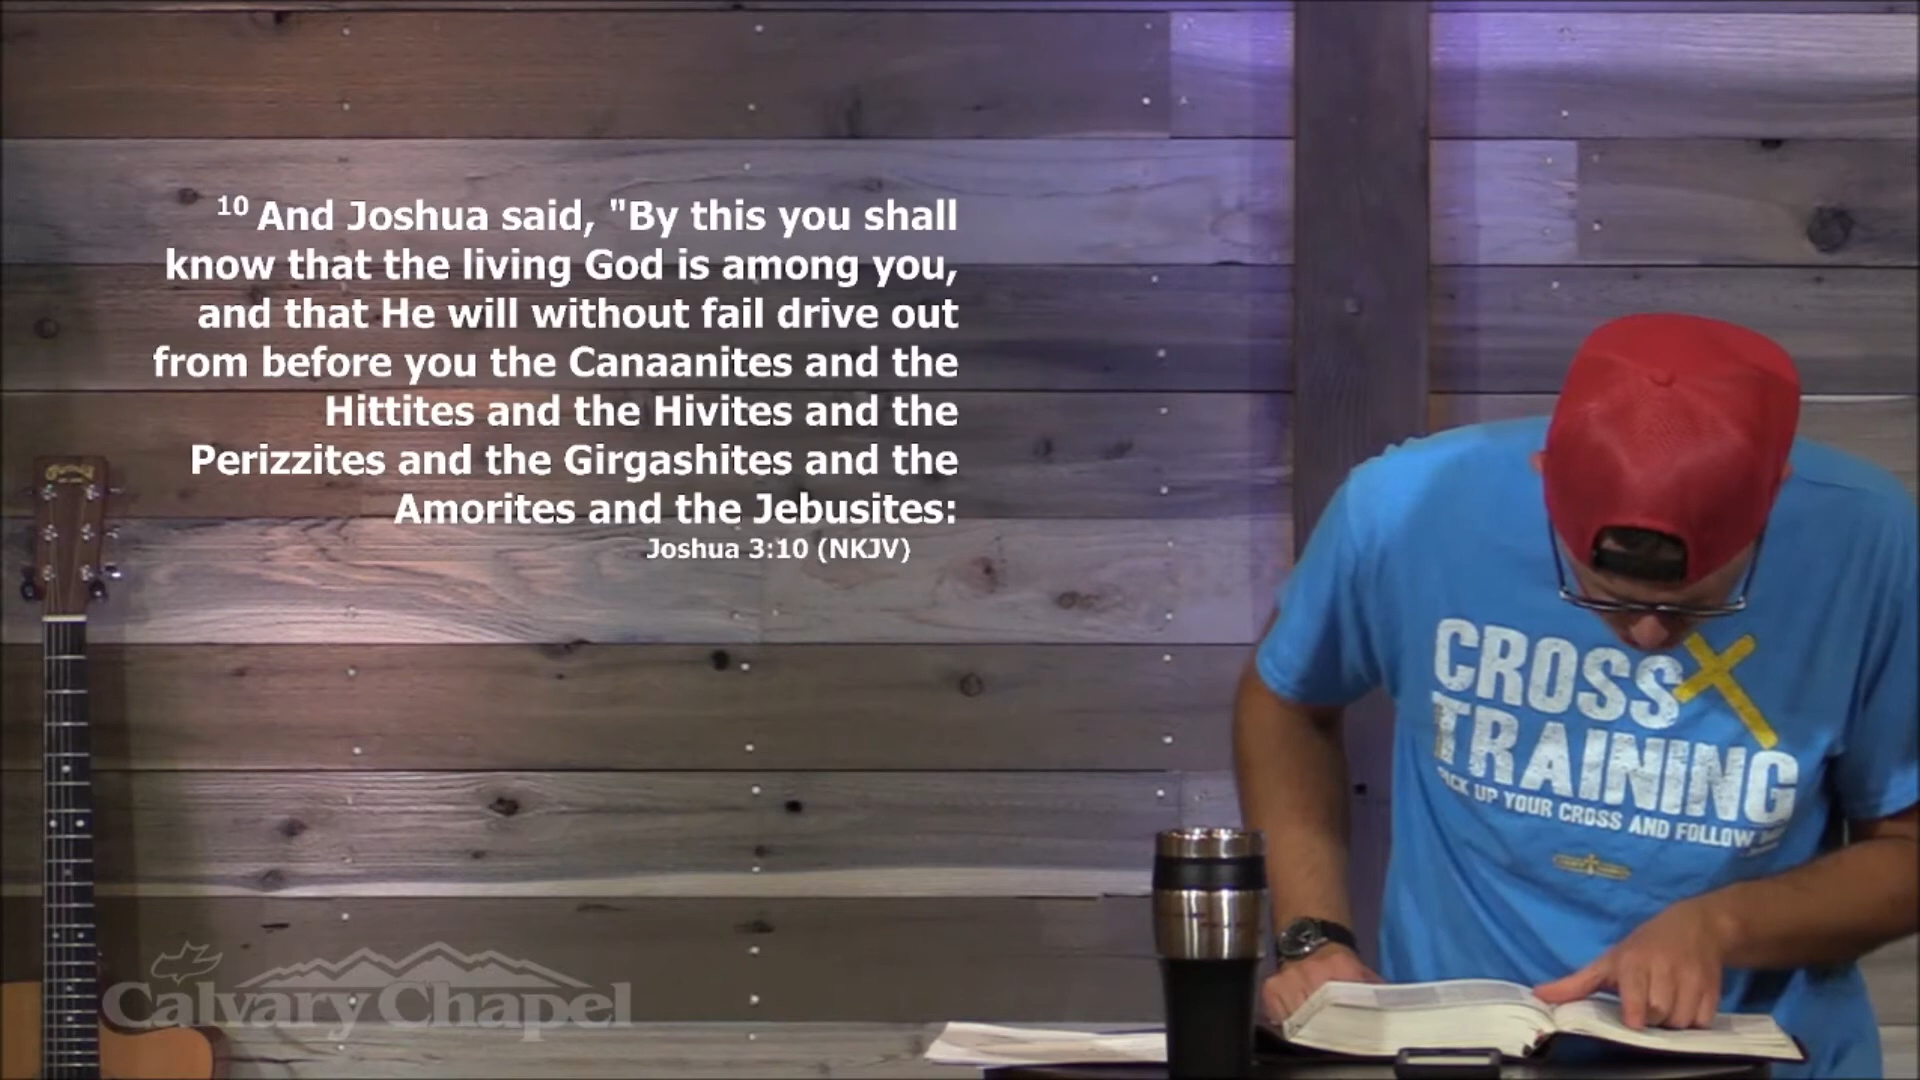 10 And Joshua said, "By this you shall
know that the living God is among you,
and that He will without fail drive out
from before you the Canaanites and the
Hittites and the Hivites and the
Perizzites and the Girgashites and the
Amorites and the Jebusites:
Joshua 3:10 (NKJV)
CROSS
TRAINING
PICK UP YOUR CROSS AND FOLLOW
Calvary Chapel